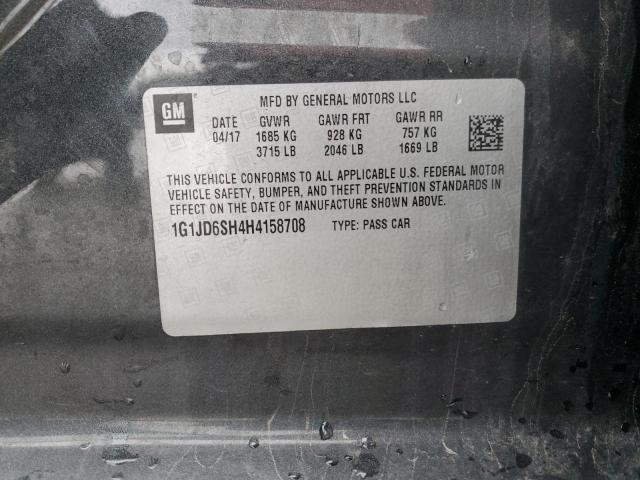 GM
MFD BY GENERAL MOTORS LLC
DATE GVWR GAWR FRT GAWR RR
04/17 1685 KG 928 KG 757 KG
3715 LB 2046 LB 1669 LB
THIS VEHICLE CONFORMS TO ALL APPLICABLE U.S. FEDERAL MOTOR
VEHICLE SAFETY, BUMPER, AND THEFT PREVENTION STANDARDS IN
EFFECT ON THE DATE OF MANUFACTURE SHOWN ABOVE.
1G1JD6SH4H4158708 TYPE: PASS CAR